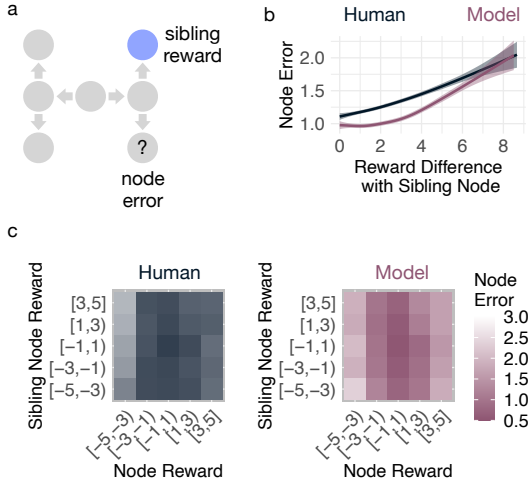 a
sibling
reward
?
node
error
b
Human Model
Node Error
2.0
1.5
1.0
0 2 4 6 8
Reward Difference
with Sibling Node
c
Human
Sibling Node Reward
[3,5]
[1,3)
[−1,1)
[−3,−1)
[−5,−3)
[−5,−3) [−3,−1) [−1,1) [1,3) [3,5]
Node Reward
Model
Sibling Node Reward
[3,5]
[1,3)
[−1,1)
[−3,−1)
[−5,−3)
[−5,−3) [−3,−1) [−1,1) [1,3) [3,5]
Node Reward
Node
Error
3.0
2.5
2.0
1.5
1.0
0.5